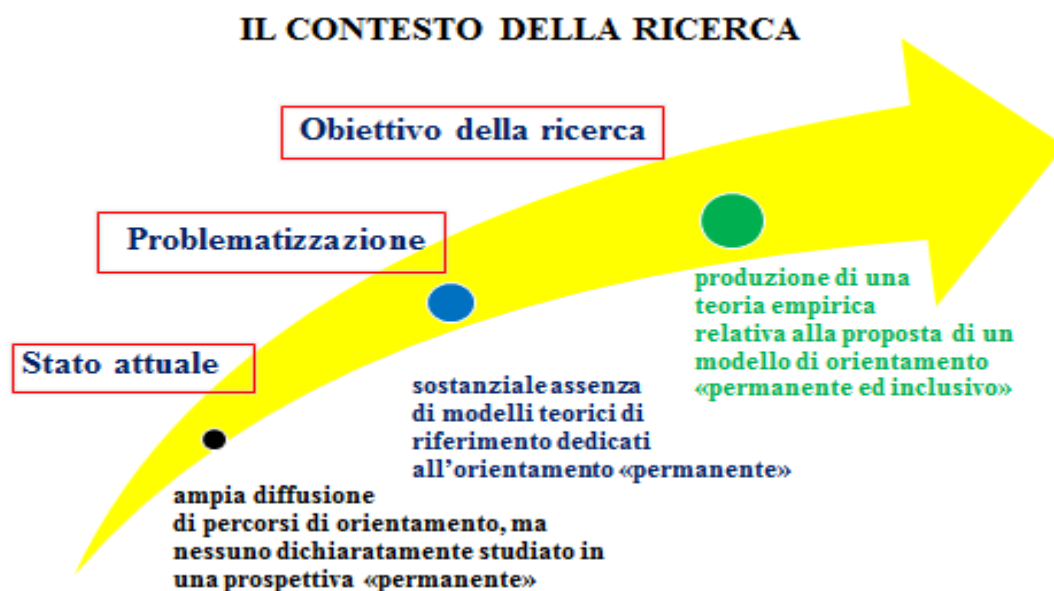 IL CONTESTO DELLA RICERCA
Obiettivo della ricerca
Problematizzazione
Stato attuale
produzione di una
teoria empirica
relativa alla proposta di un
modello di orientamento
«permanente ed inclusivo»
sostanziale assenza
di modelli teorici di
riferimento dedicati
all’orientamento «permanente»
ampia diffusione
di percorsi di orientamento, ma
nessuno dichiaratamente studiato in
una prospettiva «permanente»